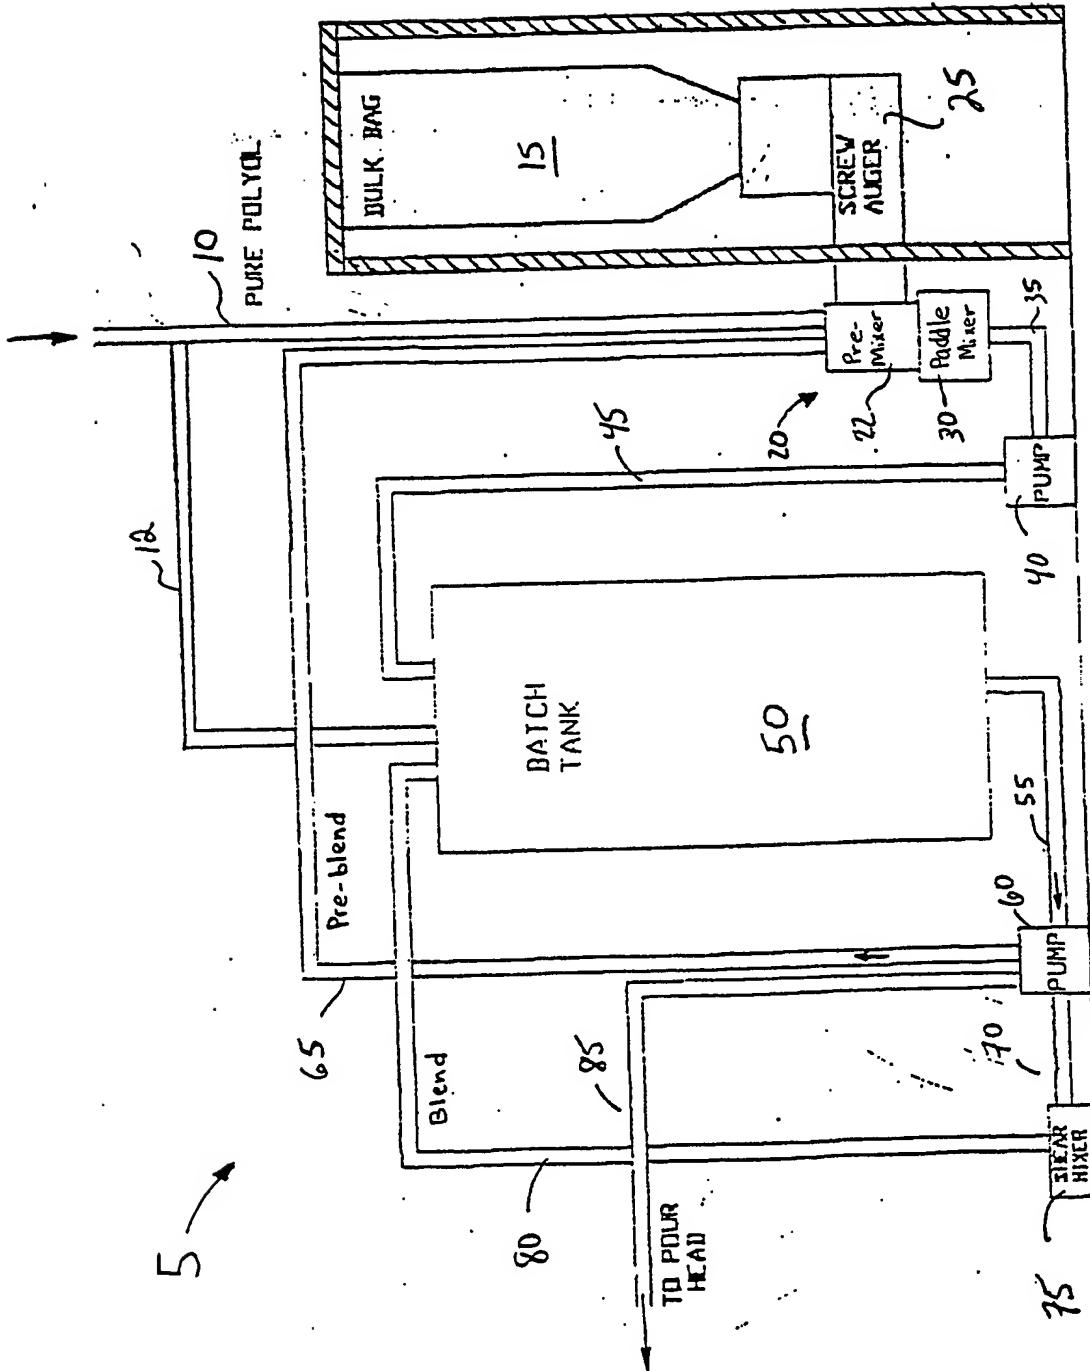 5
12
10
PURE POLYOL
BULK BAG
15
SCREW
AUGER
25
Pre-
Mixer
20
22
Paddle
Mixer
30
35
PUMP
40
45
BATCH
TANK
50
55
60
PUMP
Pre-blend
65
Blend
85
80
70
SHEAR
MIXER
75
TO POUR
HEAD